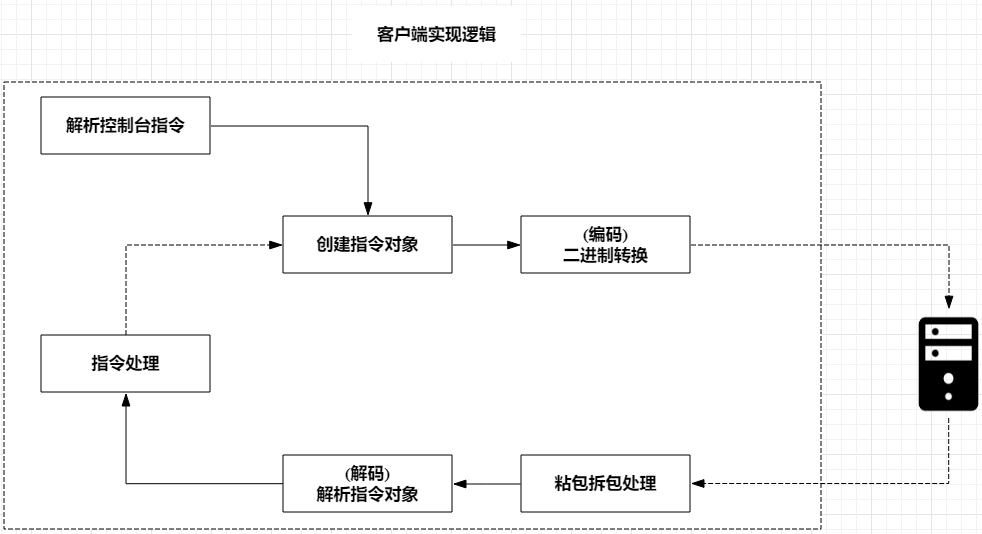 客户端实现逻辑
解析控制台指令
创建指令对象
(编码)
二进制转换
指令处理
(解码)
解析指令对象
粘包拆包处理